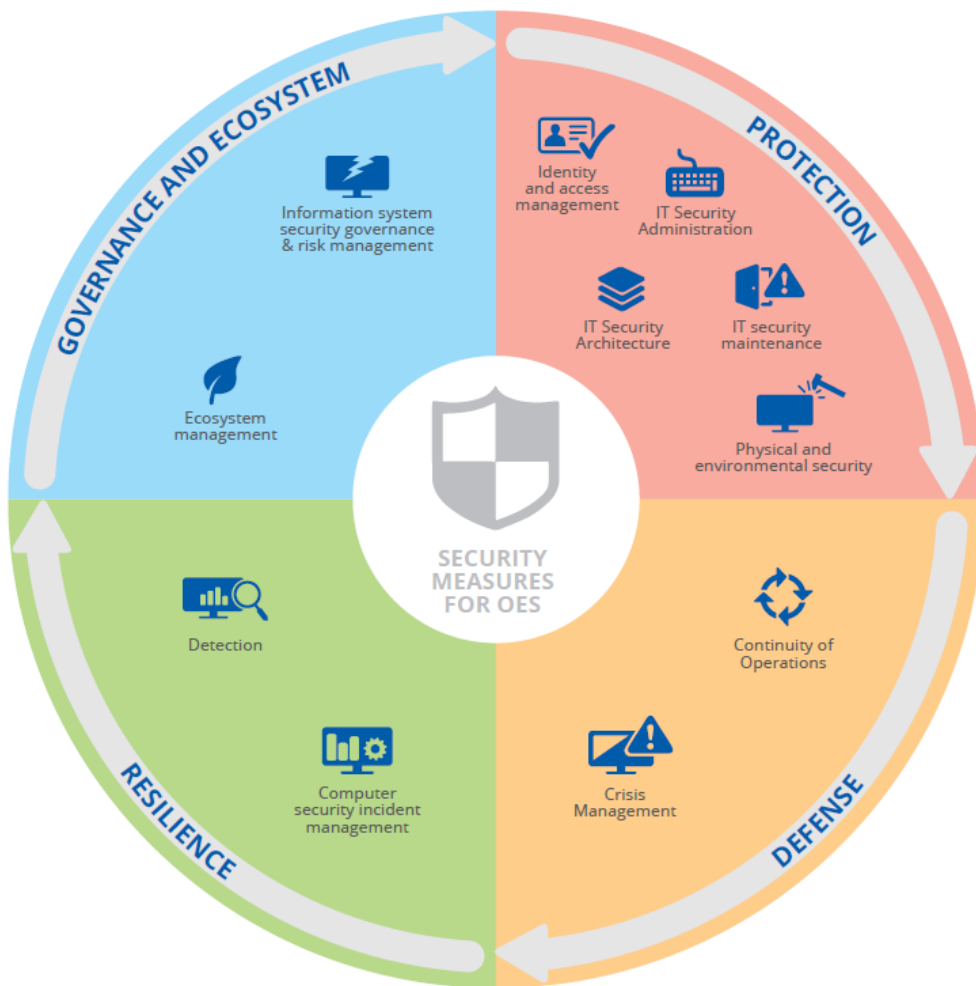 GOVERNANCE AND ECOSYSTEM
Information system
security governance
& risk management
Ecosystem
management
PROTECTION
Identity
and access
management
IT Security
Administration
IT Security
Architecture
IT security
maintenance
Physical and
environmental security
SECURITY
MEASURES
FOR OES
DEFENSE
Continuity of
Operations
Crisis
Management
RESILIENCE
Detection
Computer
security incident
management